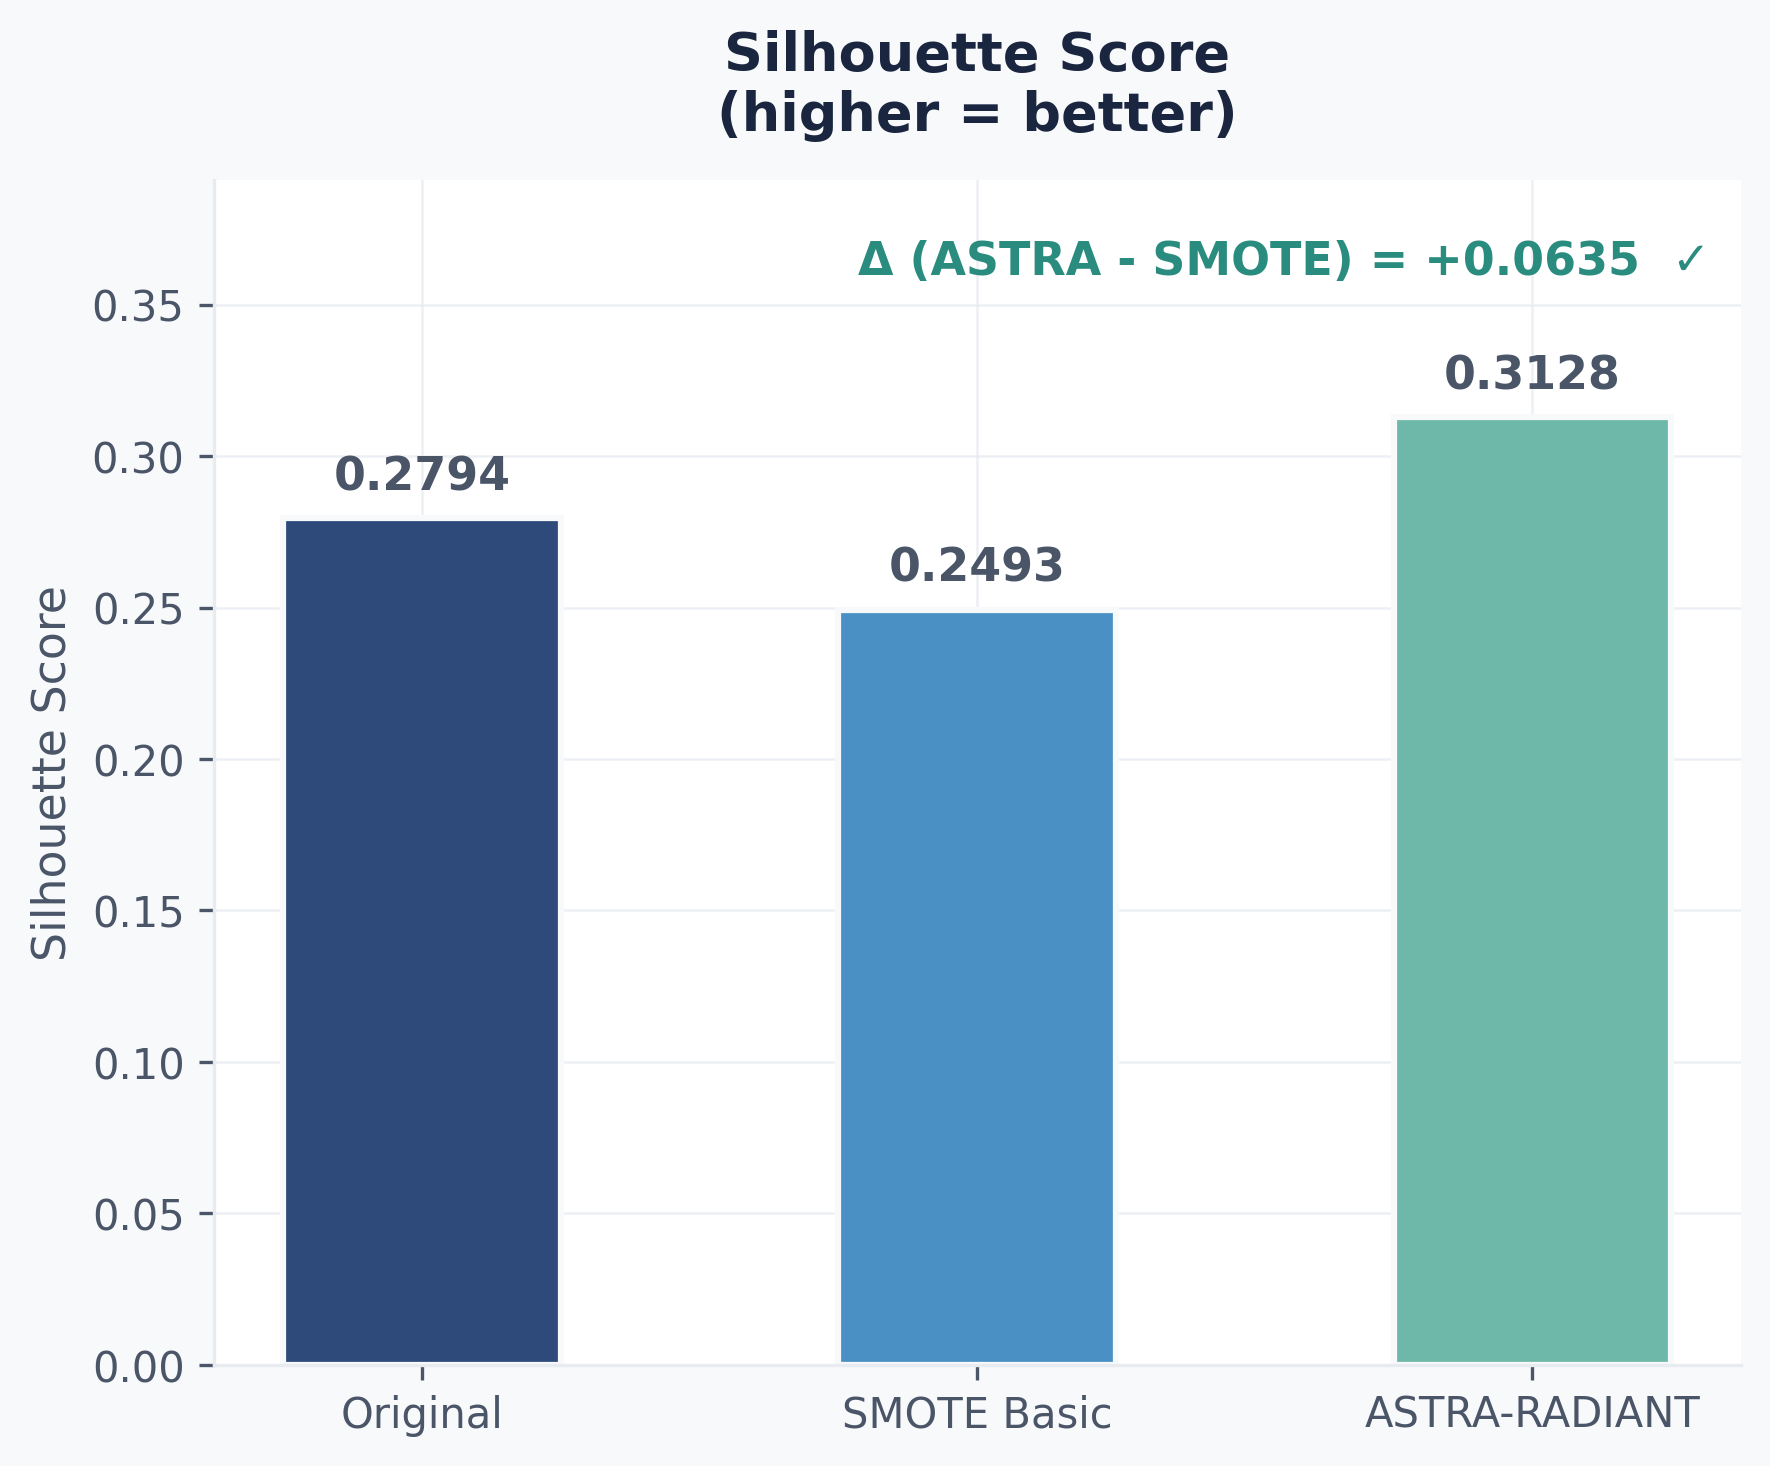 Silhouette Score
(higher = better)
Δ (ASTRA - SMOTE) = +0.0635 ✓
0.35
0.30
0.25
0.20
0.15
0.10
0.05
0.00
Silhouette Score
0.2794
0.2493
0.3128
Original
SMOTE Basic
ASTRA-RADIANT